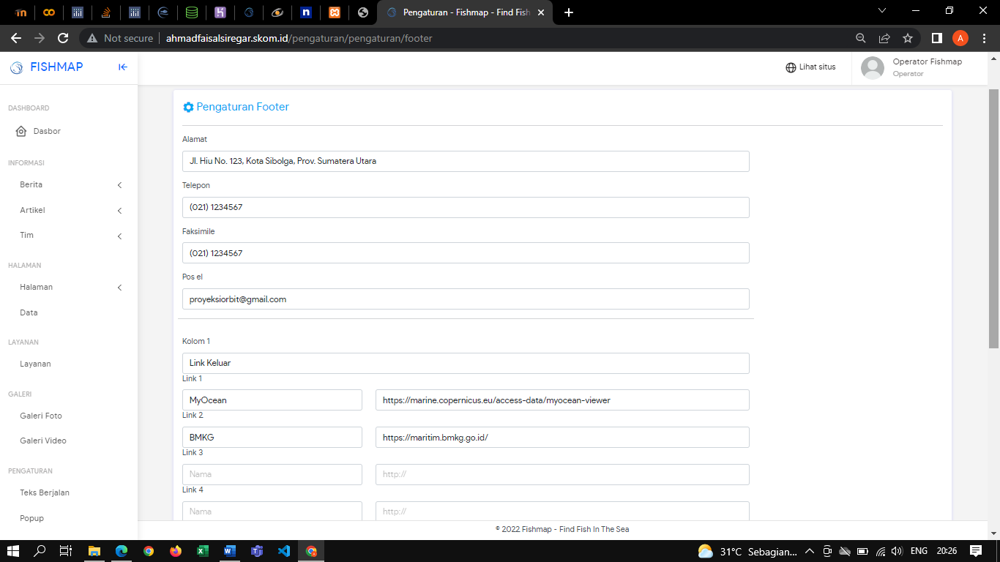 Pengaturan - Fishmap - Find Fish
Not secure
ahmadfaisalsiregar.skom.id/pengaturan/pengaturan/footer
A
FISHMAP
Lihat situs
Operator Fishmap
Operator
DASHBOARD
Dasbor
INFORMASI
Berita
Artikel
Tim
HALAMAN
Halaman
Data
LAYANAN
Layanan
GALERI
Galeri Foto
Galeri Video
PENGATURAN
Teks Berjalan
Popup
Pengaturan Footer
Alamat
Jl. Hiu No. 123, Kota Sibolga, Prov. Sumatera Utara
Telepon
(021) 1234567
Faksimile
(021) 1234567
Pos el
proyeksiorbit@gmail.com
Kolom 1
Link Keluar
Link 1
MyOcean https://marine.copernicus.eu/access-data/myocean-viewer
Link 2
BMKG https://maritim.bmkg.go.id/
Link 3
Nama http://
Link 4
Nama http://
© 2022 Fishmap - Find Fish In The Sea
31°C Sebagian... ENG 20:26